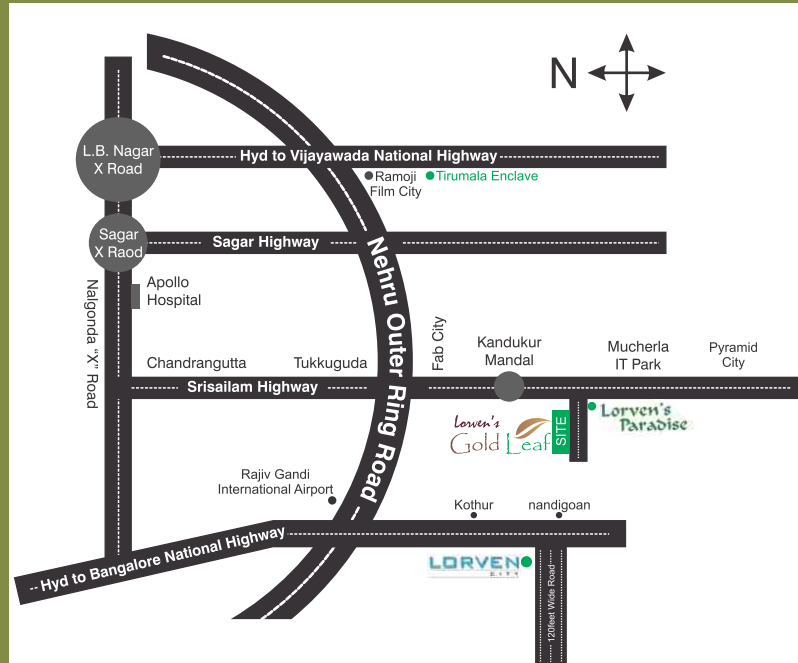 N
L.B. Nagar
X Road
Hyd to Vijayawada National Highway
Ramoji
Film City
Tirumala Enclave
Sagar
X Raod
Sagar Highway
Nehru Outer Ring Road
Apollo
Hospital
Nalgonda "X" Road
Chandrangutta
Tukkuguda
Fab City
Kandukur
Mandal
Mucherla
IT Park
Pyramid
City
Srisailam Highway
Lorven's
Gold Leaf
SITE
Lorven's
Paradise
Rajiv Gandi
International Airport
Kothur
nandigoan
Hyd to Bangalore National Highway
LORVEN
CITY
120feet Wide Road